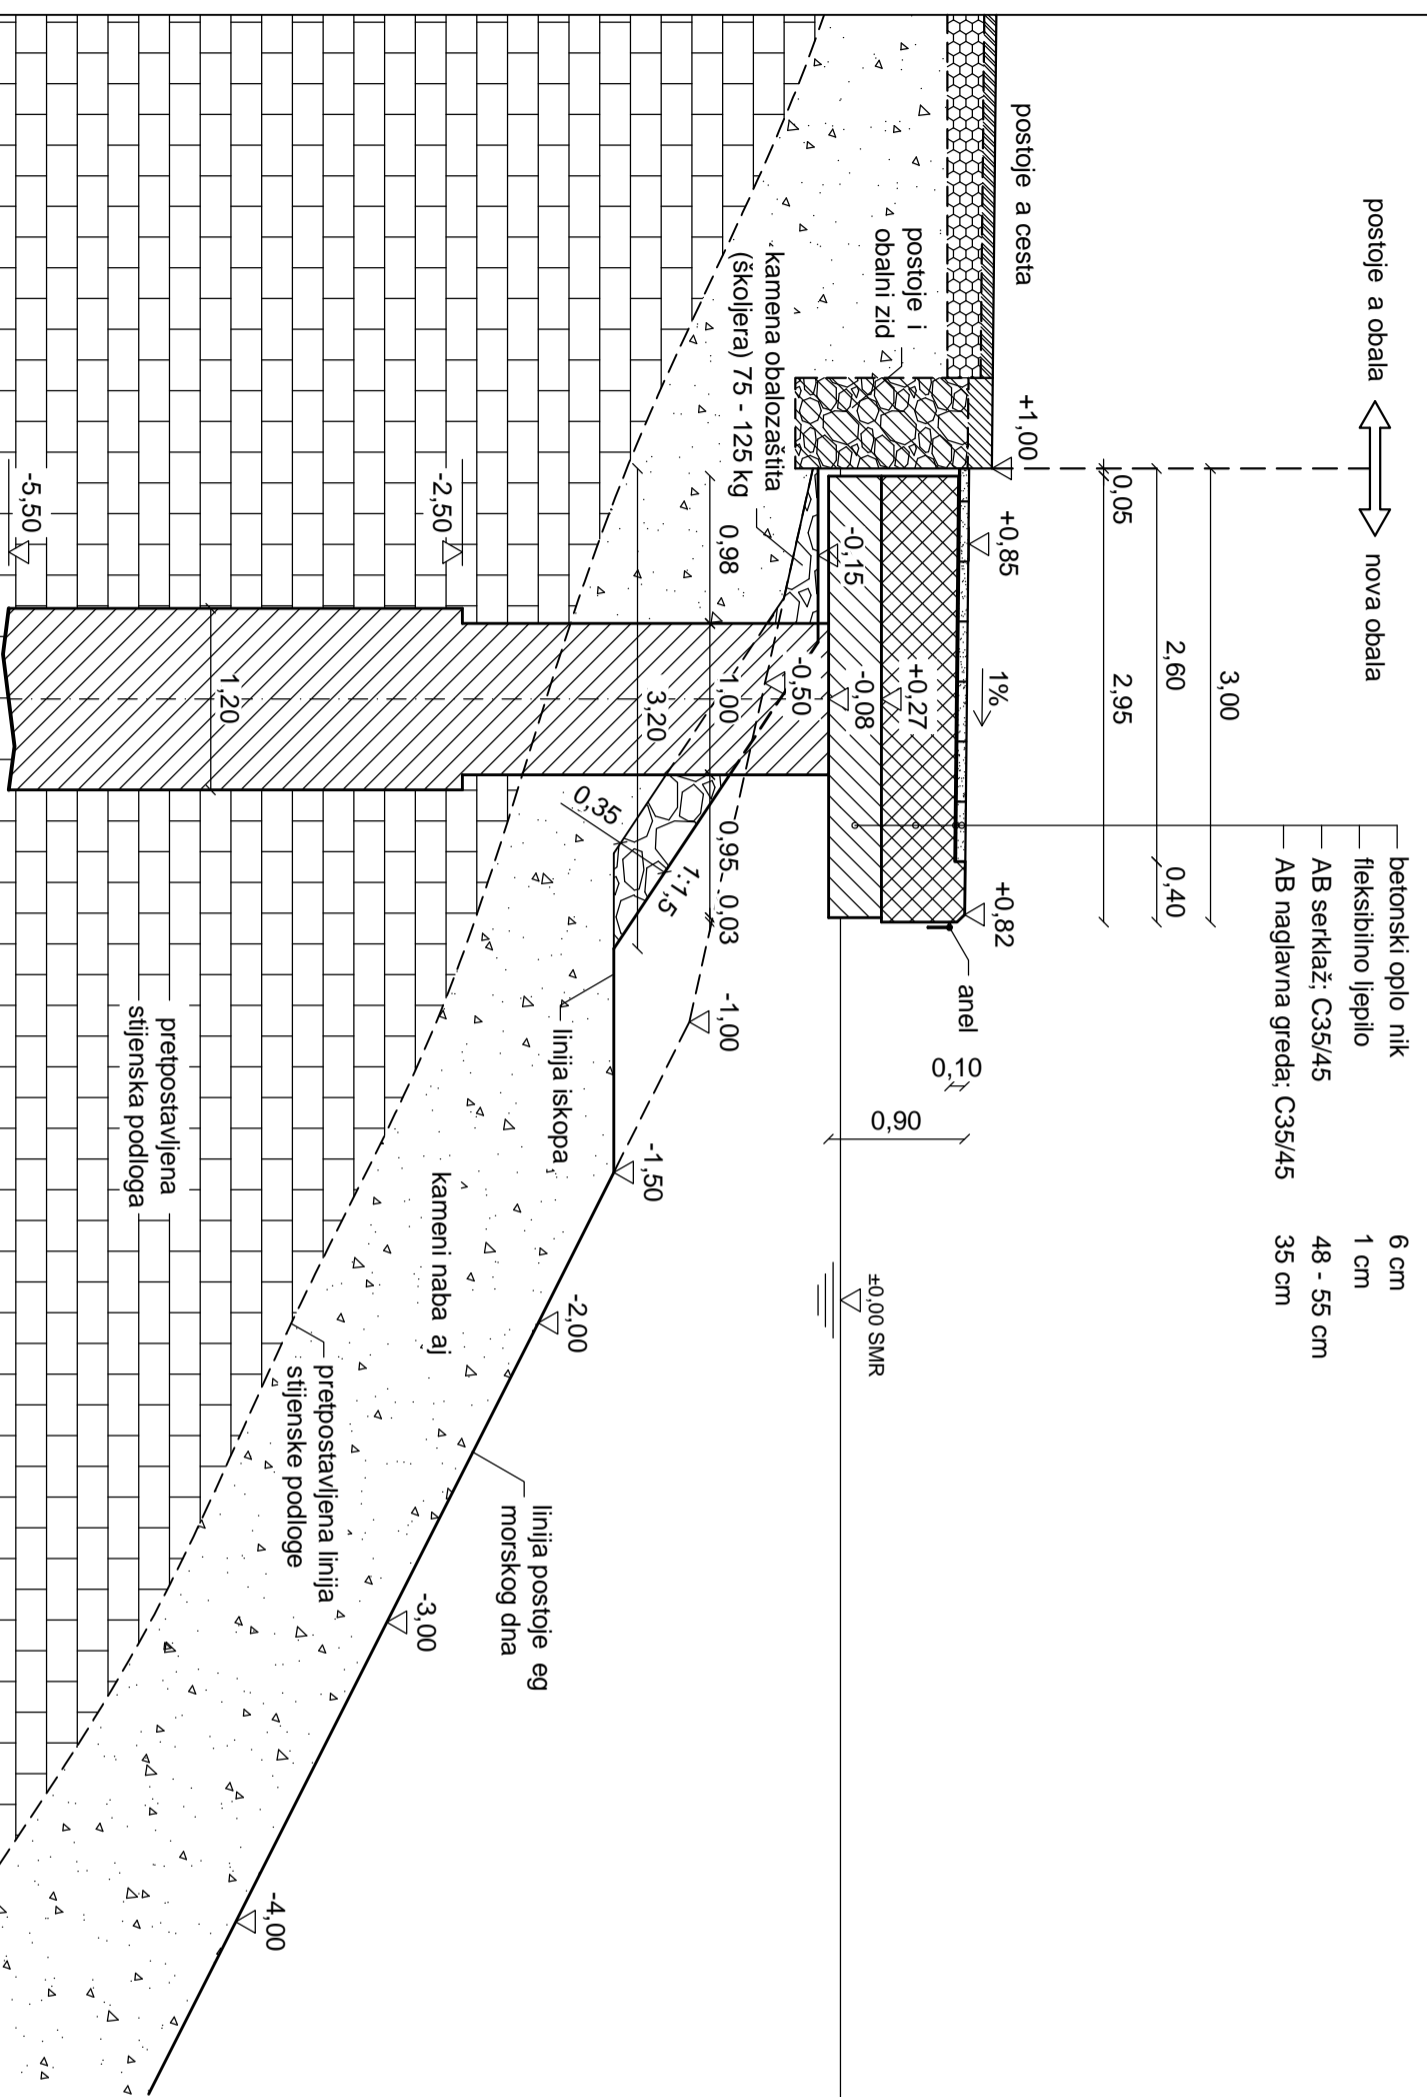 postoje a obala
nova obala
3,00
2,60
0,40
0,05
2,95
betonski oplo nik 6 cm
fleksibilno ljepilo 1 cm
AB serklaž; C35/45 48 - 55 cm
AB naglavna greda; C35/45 35 cm
postoje a cesta
+1,00
+0,85
1%
+0,82
anel
0,10
0,90
postoje i
obalni zid
kamena obalozaštita
(školjera) 75 - 125 kg
-0,15
+0,27
-0,08
-0,50
±0,00 SMR
0,98
1,00
0,95
0,03
3,20
-1,00
0,35
1:1,5
linija iskopa
-1,50
-2,00
linija postoje eg
morskog dna
-2,50
kameni naba aj
-3,00
pretpostavljena linija
stijenske podloge
1,20
-4,00
pretpostavljena
stijenska podloga
-5,50